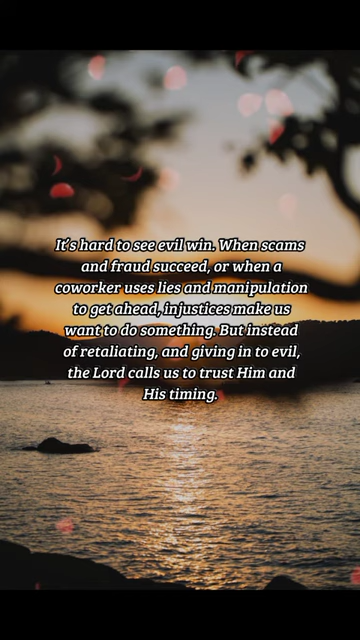 It's hard to see evil win. When scams
and fraud succeed, or when a
coworker uses lies and manipulation
to get ahead, injustices make us
want to do something. But instead
of retaliating, and giving in to evil,
the Lord calls us to trust Him and
His timing.